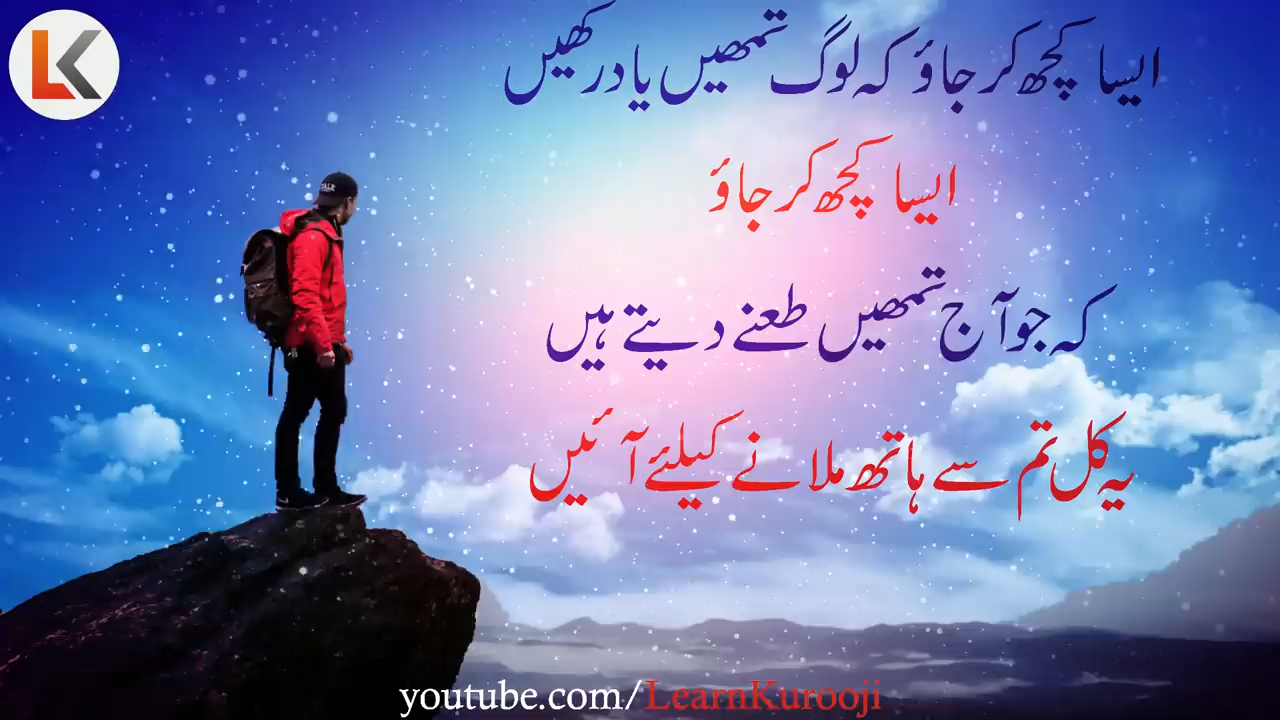 LK
ایسا کچھ کر جاؤ کہ لوگ تمھیں یاد رکھیں
ایسا کچھ کر جاؤ
کہ جو آج تمھیں طعنے دیتے ہیں
یہ کل تم سے ہاتھ ملانے کیلئے آئیں
youtube.com/LearnKurooji